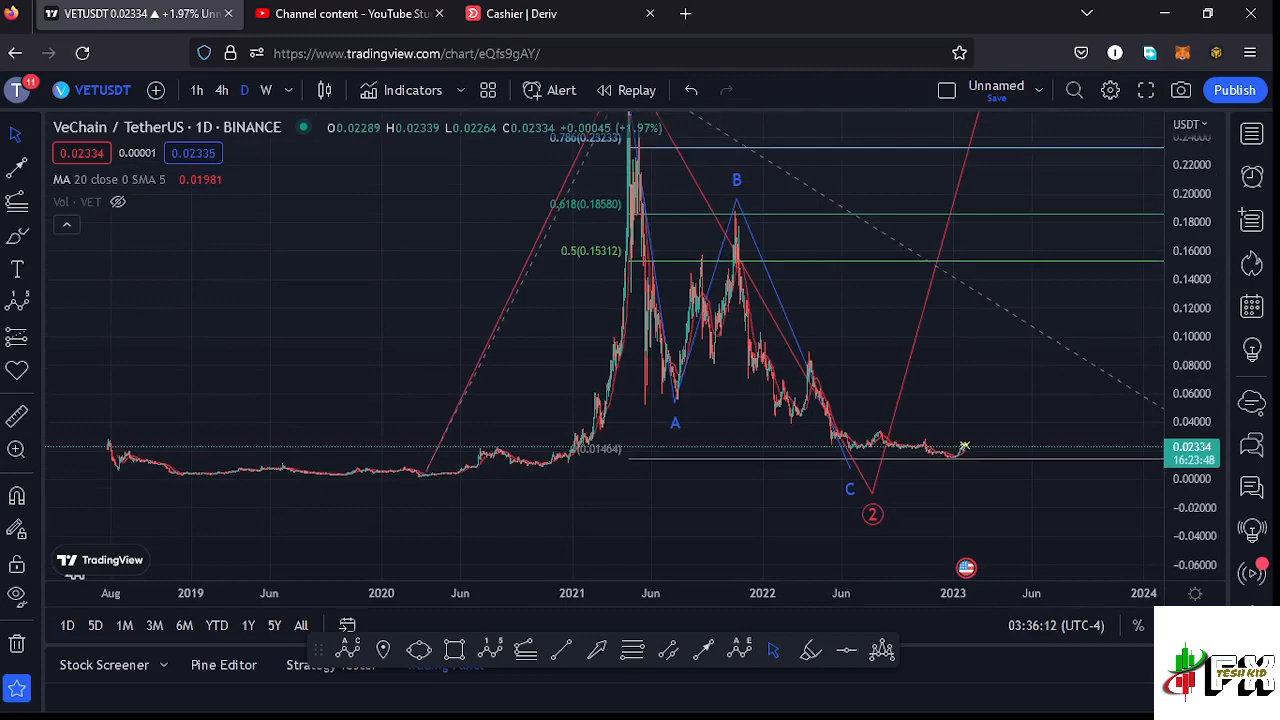 VETUSDT 0.02334 ▲ +1.97% Unn
Channel content - YouTube Stu
Cashier | Deriv
https://www.tradingview.com/chart/eQfs9gAY/
T 11
VETUSDT
1h 4h D W
Indicators
Alert
Replay
Unnamed
Save
Publish
VeChain / TetherUS · 1D · BINANCE
O0.02289 H0.02339 L0.02264 C0.02334 +0.00045 (+1.97%)
0.02334 0.00001 0.02335
MA 20 close 0 SMA 5 0.01981
Vol · VET
USDT
0.24000
0.22000
0.20000
0.18000
0.16000
0.14000
0.12000
0.10000
0.08000
0.06000
0.04000
0.02334
16:23:48
0.00000
−0.02000
−0.04000
−0.06000
0.786(0.23233)
0.618(0.18580)
0.5(0.15312)
(0.01464)
B
A
C
2
TradingView
Aug 2019 Jun 2020 Jun 2021 Jun 2022 Jun 2023 Jun 2024
1D 5D 1M 3M 6M YTD 1Y 5Y All
03:36:12 (UTC-4) %
Stock Screener
Pine Editor
Strategy Tester
Trading Panel
FX
TESH KID